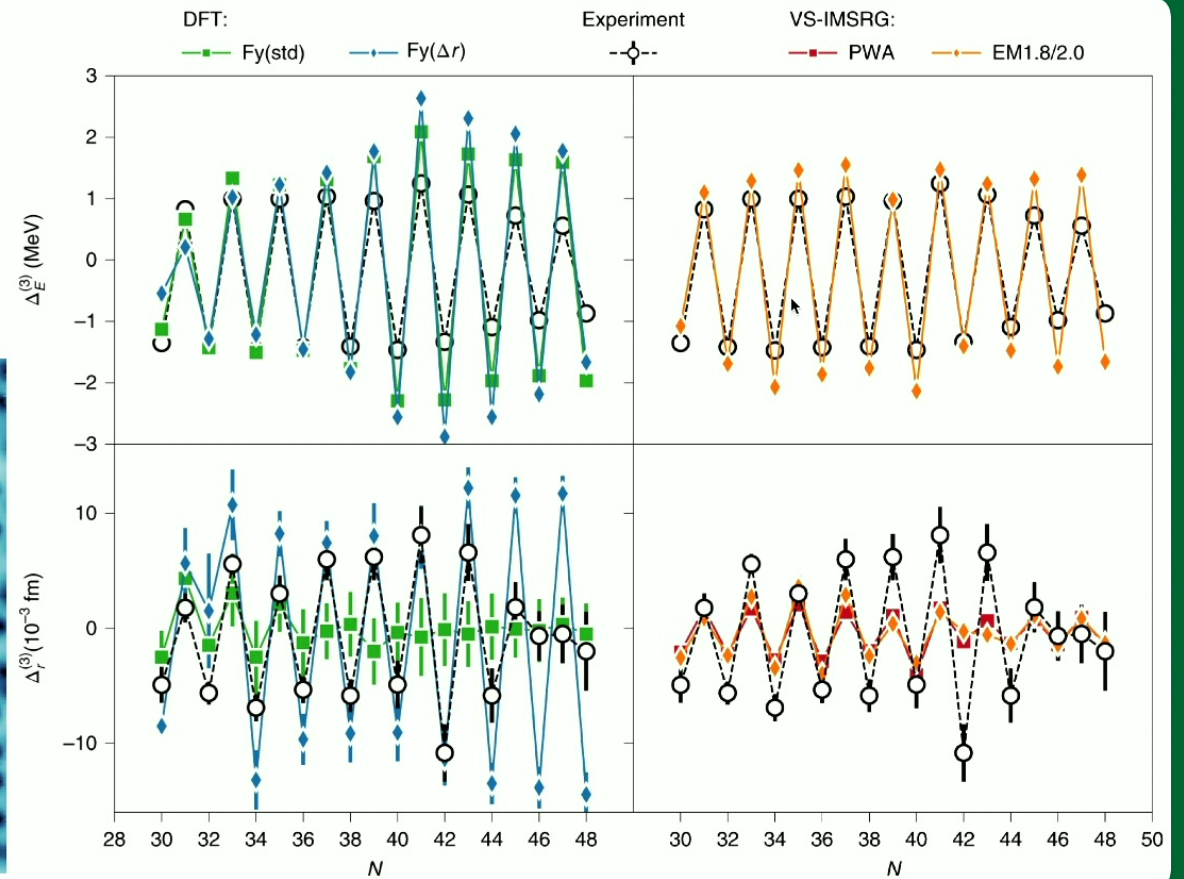 DFT: Experiment VS-IMSRG:
Fy(std) Fy(Δr) PWA EM1.8/2.0
3
2
1
0
−1
−2
−3
Δ_E^(3) (MeV)
10
0
−10
Δ_r^(3) (10⁻³ fm)
28 30 32 34 36 38 40 42 44 46 48 30 32 34 36 38 40 42 44 46 48 50
N N